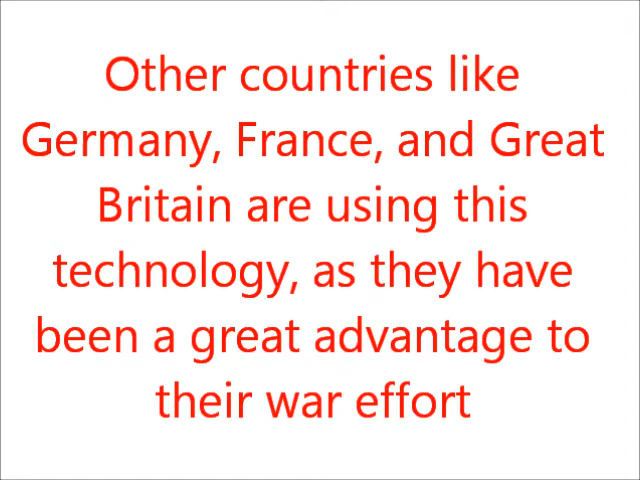 Other countries like
Germany, France, and Great
Britain are using this
technology, as they have
been a great advantage to
their war effort